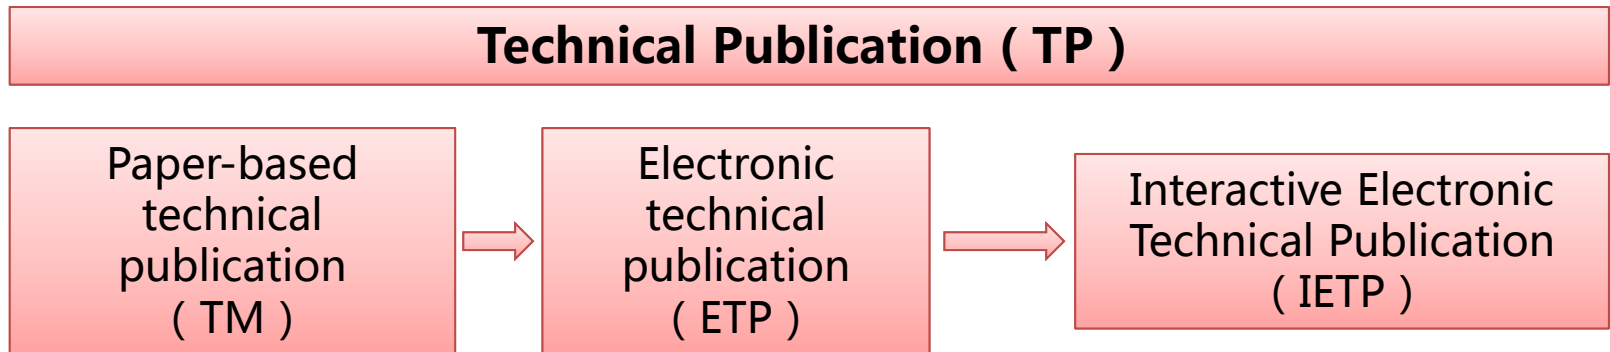 Technical Publication ( TP )
Paper-based
technical
publication
( TM )
Electronic
technical
publication
( ETP )
Interactive Electronic
Technical Publication
( IETP )